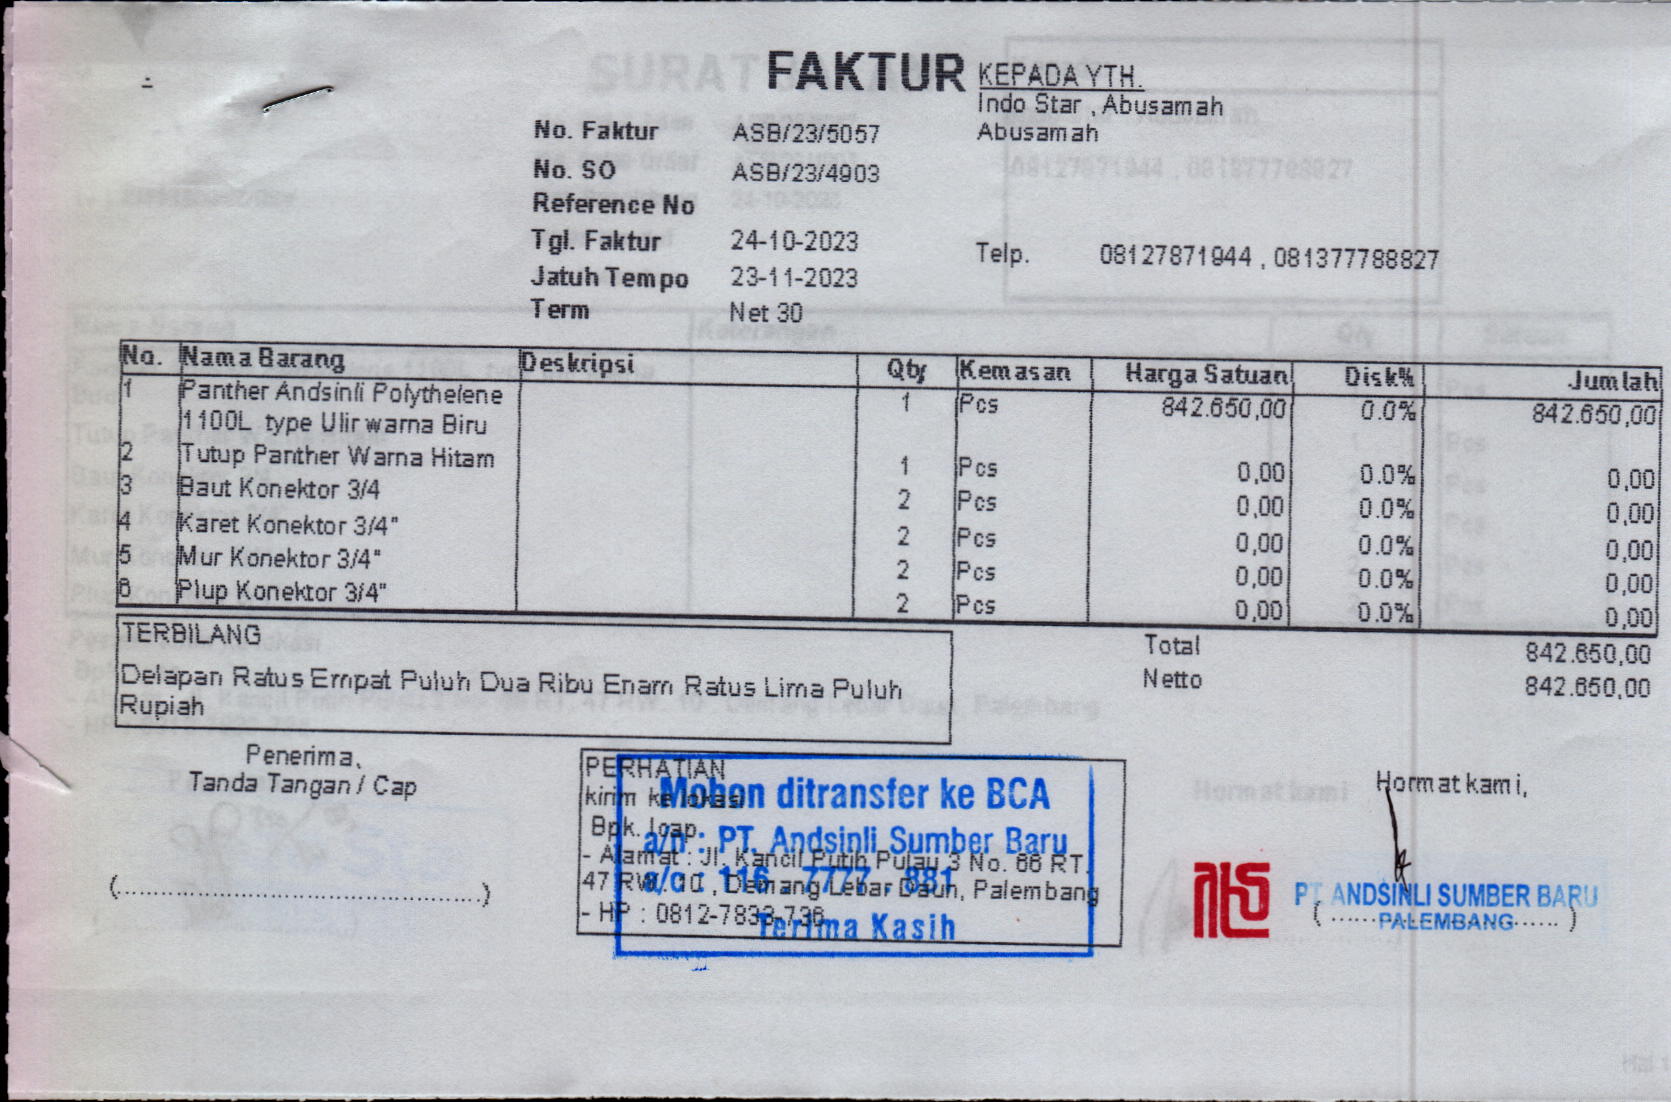 FAKTUR
KEPADA YTH.
Indo Star , Abusamah
Abusamah
No. Faktur ASB/23/5057
No. SO ASB/23/4903
Reference No
Tgl. Faktur 24-10-2023
Jatuh Tempo 23-11-2023
Term Net 30
Telp. 08127871944 , 081377788827
No. Nama Barang Deskripsi Qty Kemasan Harga Satuan Disk% Jumlah
1 Panther Andsinli Polythelene 1 Pcs 842.650,00 0.0% 842.650,00
1100L type Ulir warna Biru
2 Tutup Panther Warna Hitam 1 Pcs 0,00 0.0% 0,00
3 Baut Konektor 3/4 2 Pcs 0,00 0.0% 0,00
4 Karet Konektor 3/4" 2 Pcs 0,00 0.0% 0,00
5 Mur Konektor 3/4" 2 Pcs 0,00 0.0% 0,00
6 Plup Konektor 3/4" 2 Pcs 0,00 0.0% 0,00
TERBILANG
Delapan Ratus Empat Puluh Dua Ribu Enam Ratus Lima Puluh
Rupiah
Total 842.650,00
Netto 842.650,00
Penerima,
Tanda Tangan / Cap
(........................................)
PERHATIAN
kirim ke lokasi
Bpk. Icap
- Alamat : Jl. Kancil Putih Pulau 3 No. 66 RT.
47 RW. 10 , Demang Lebar Daun, Palembang
- HP : 0812-7833-736
Mohon ditransfer ke BCA
a/n : PT. Andsinli Sumber Baru
a/c : 116 . 7777 . 881
Terima Kasih
Hormat kami,
PT ANDSINLI SUMBER BARU
PALEMBANG